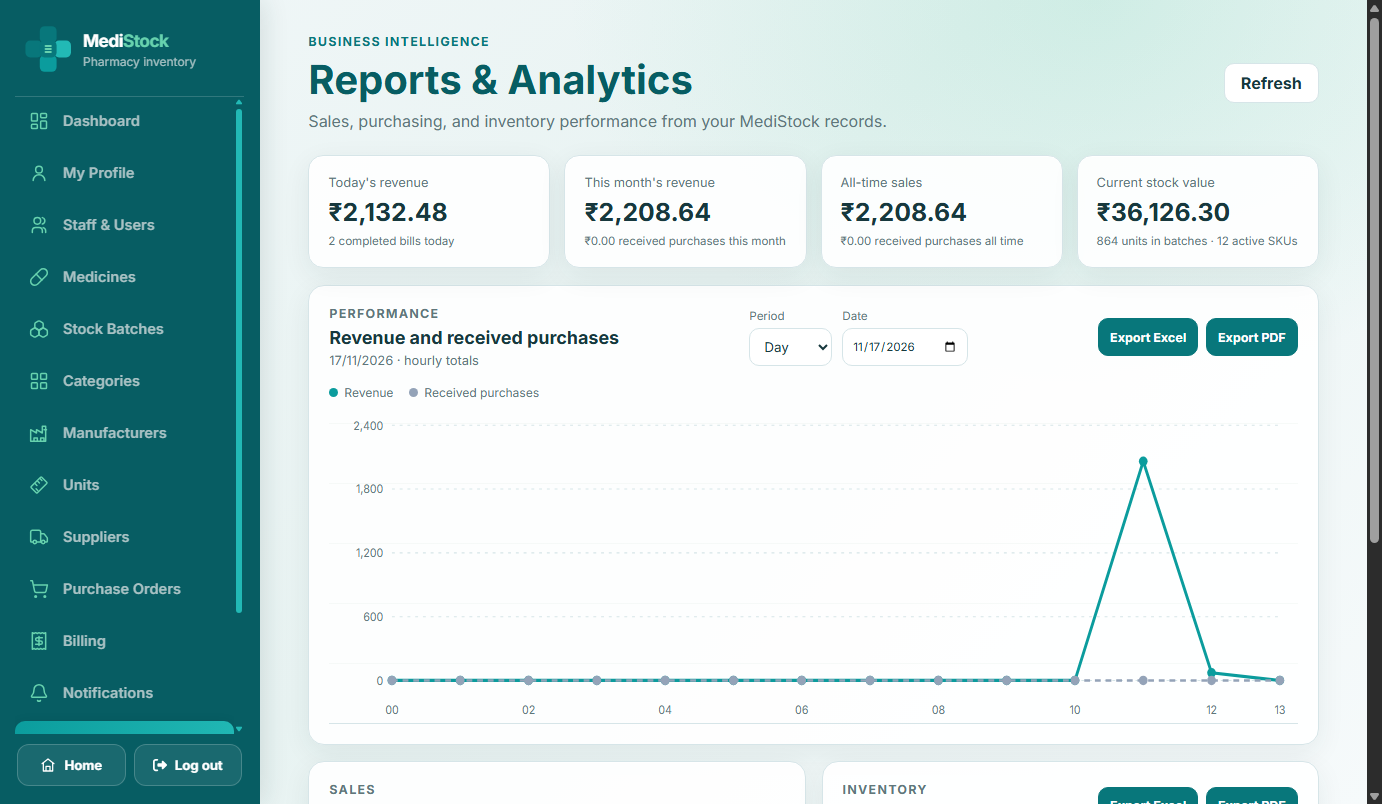 MediStock
Pharmacy inventory
Dashboard
My Profile
Staff & Users
Medicines
Stock Batches
Categories
Manufacturers
Units
Suppliers
Purchase Orders
Billing
Notifications
Home
Log out
BUSINESS INTELLIGENCE
Reports & Analytics
Sales, purchasing, and inventory performance from your MediStock records.
Refresh
Today's revenue
₹2,132.48
2 completed bills today
This month's revenue
₹2,208.64
₹0.00 received purchases this month
All-time sales
₹2,208.64
₹0.00 received purchases all time
Current stock value
₹36,126.30
864 units in batches · 12 active SKUs
PERFORMANCE
Revenue and received purchases
17/11/2026 · hourly totals
Period
Day
Date
11/17/2026
Export Excel
Export PDF
Revenue
Received purchases
2,400
1,800
1,200
600
0
00 02 04 06 08 10 12 13
SALES
INVENTORY
Export Excel
Export PDF